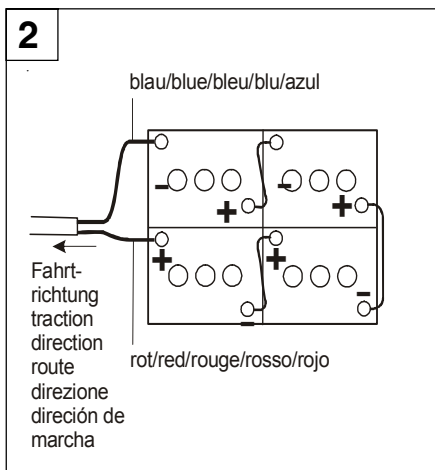 2
blau/blue/bleu/blu/azul
- -
+ +
+ +
- -
Fahrt-
richtung
traction
direction
route
direzione
direción de
marcha
rot/red/rouge/rosso/rojo